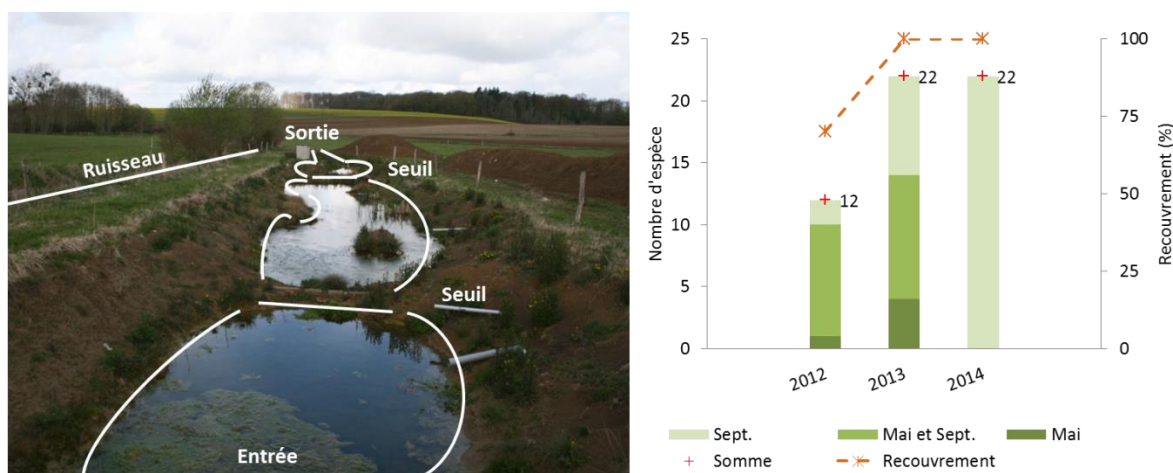 Sortie
Ruisseau
Seuil
Seuil
Entrée
Nombre d'espèce
25
20
15
10
5
0
12
22
22
100
75
50
25
0
Recouvrement (%)
2012
2013
2014
Sept.
Mai et Sept.
Mai
Somme
Recouvrement